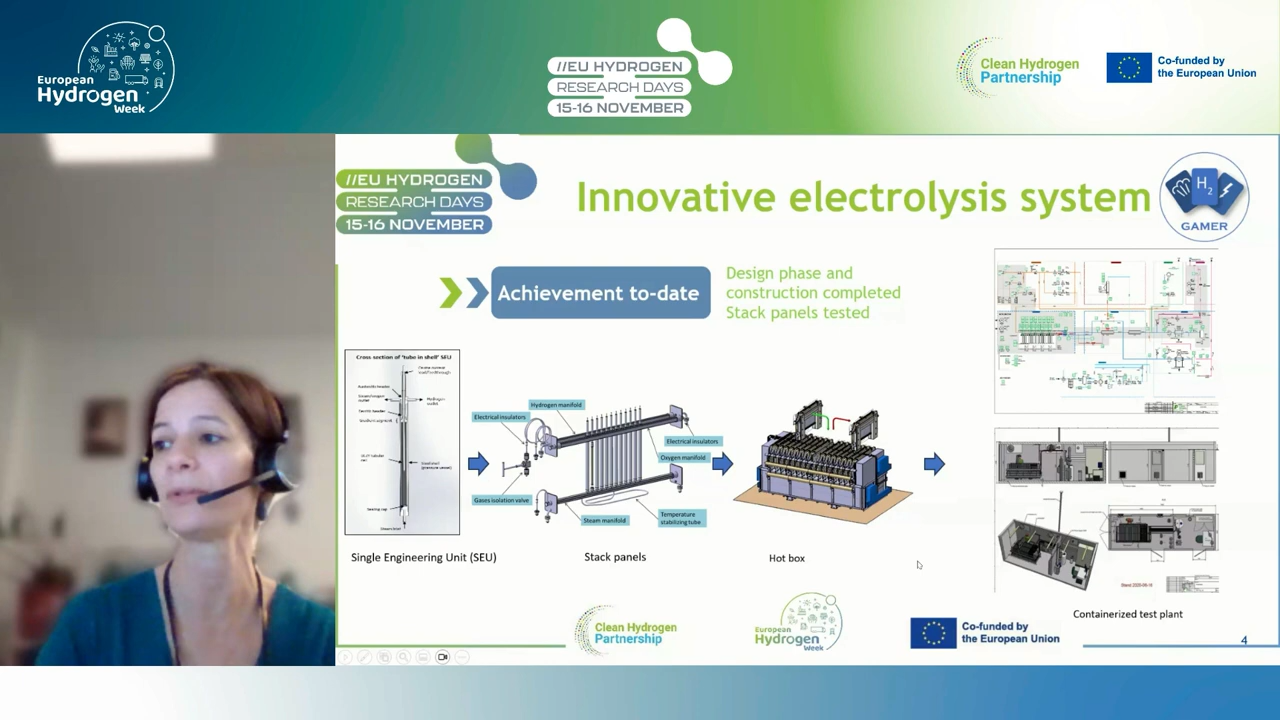 European
Hydrogen
Week
//EU HYDROGEN
RESEARCH DAYS
15-16 NOVEMBER
Clean Hydrogen
Partnership
Co-funded by
the European Union
//EU HYDROGEN
RESEARCH DAYS
15-16 NOVEMBER
Innovative electrolysis system
H2
GAMER
Achievement to-date
Design phase and
construction completed
Stack panels tested
Cross section of 'tube in shell' SEU
Electrical insulators
Hydrogen manifold
Electrical insulators
Oxygen manifold
Gases isolation valve
Steam manifold
Temperature
stabilizing tube
Single Engineering Unit (SEU)
Stack panels
Hot box
Containerized test plant
Clean Hydrogen
Partnership
European
Hydrogen
Week
Co-funded by
the European Union
4